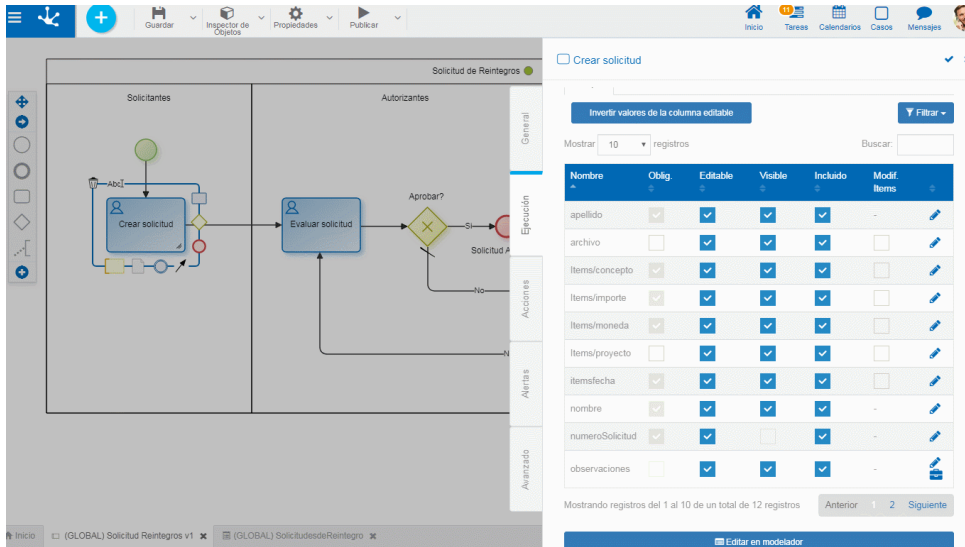 Guardar
Inspector de
Objetos
Propiedades
Publicar
Inicio
11
Tareas
Calendarios
Casos
Mensajes
Solicitud de Reintegros
Solicitantes
Autorizantes
Abc
Crear solicitud
Evaluar solicitud
Aprobar?
Si
Solicitud A
No
N
General
Ejecución
Acciones
Alertas
Avanzado
Crear solicitud
Invertir valores de la columna editable
Filtrar
Mostrar 10 registros
Buscar:
Nombre Oblig. Editable Visible Incluido Modif. Items
apellido -
archivo
Items/concepto
Items/importe
Items/moneda
Items/proyecto
itemsfecha
nombre -
numeroSolicitud -
observaciones -
Mostrando registros del 1 al 10 de un total de 12 registros
Anterior 1 2 Siguiente
Editar en modelador
Inicio
(GLOBAL) Solicitud Reintegros v1
(GLOBAL) SolicitudesdeReintegro